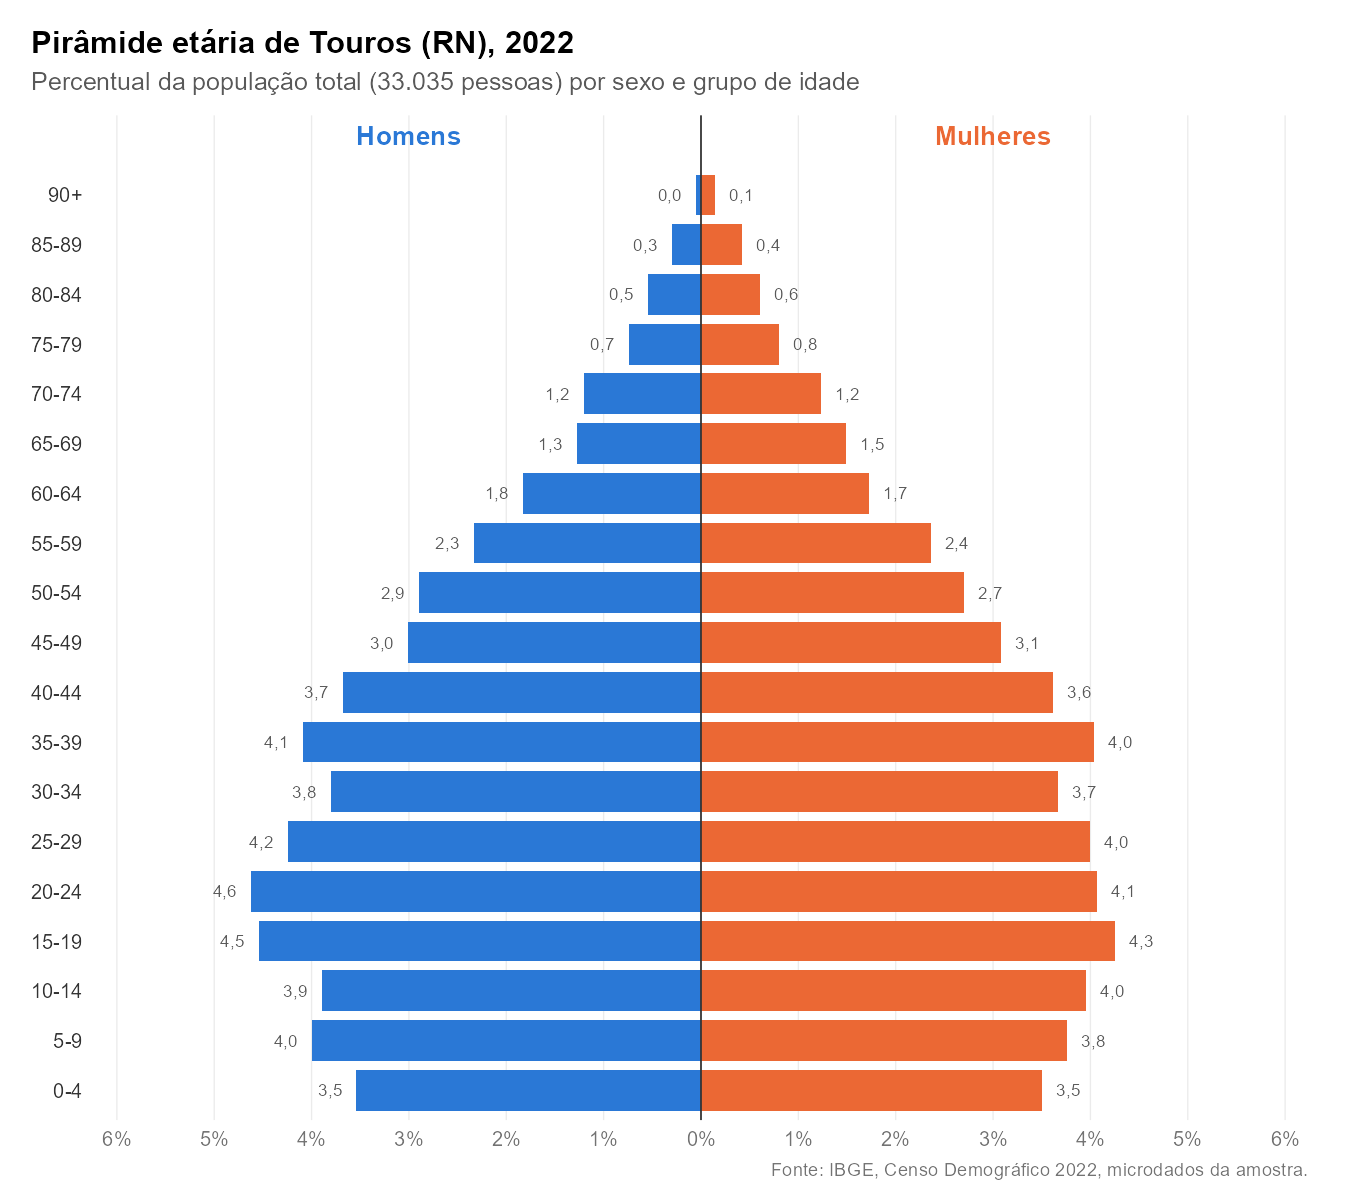 Pirâmide etária de Touros (RN), 2022
Percentual da população total (33.035 pessoas) por sexo e grupo de idade
Homens Mulheres
90+ 0,0 0,1
85-89 0,3 0,4
80-84 0,5 0,6
75-79 0,7 0,8
70-74 1,2 1,2
65-69 1,3 1,5
60-64 1,8 1,7
55-59 2,3 2,4
50-54 2,9 2,7
45-49 3,0 3,1
40-44 3,7 3,6
35-39 4,1 4,0
30-34 3,8 3,7
25-29 4,2 4,0
20-24 4,6 4,1
15-19 4,5 4,3
10-14 3,9 4,0
5-9 4,0 3,8
0-4 3,5 3,5
6% 5% 4% 3% 2% 1% 0% 1% 2% 3% 4% 5% 6%
Fonte: IBGE, Censo Demográfico 2022, microdados da amostra.